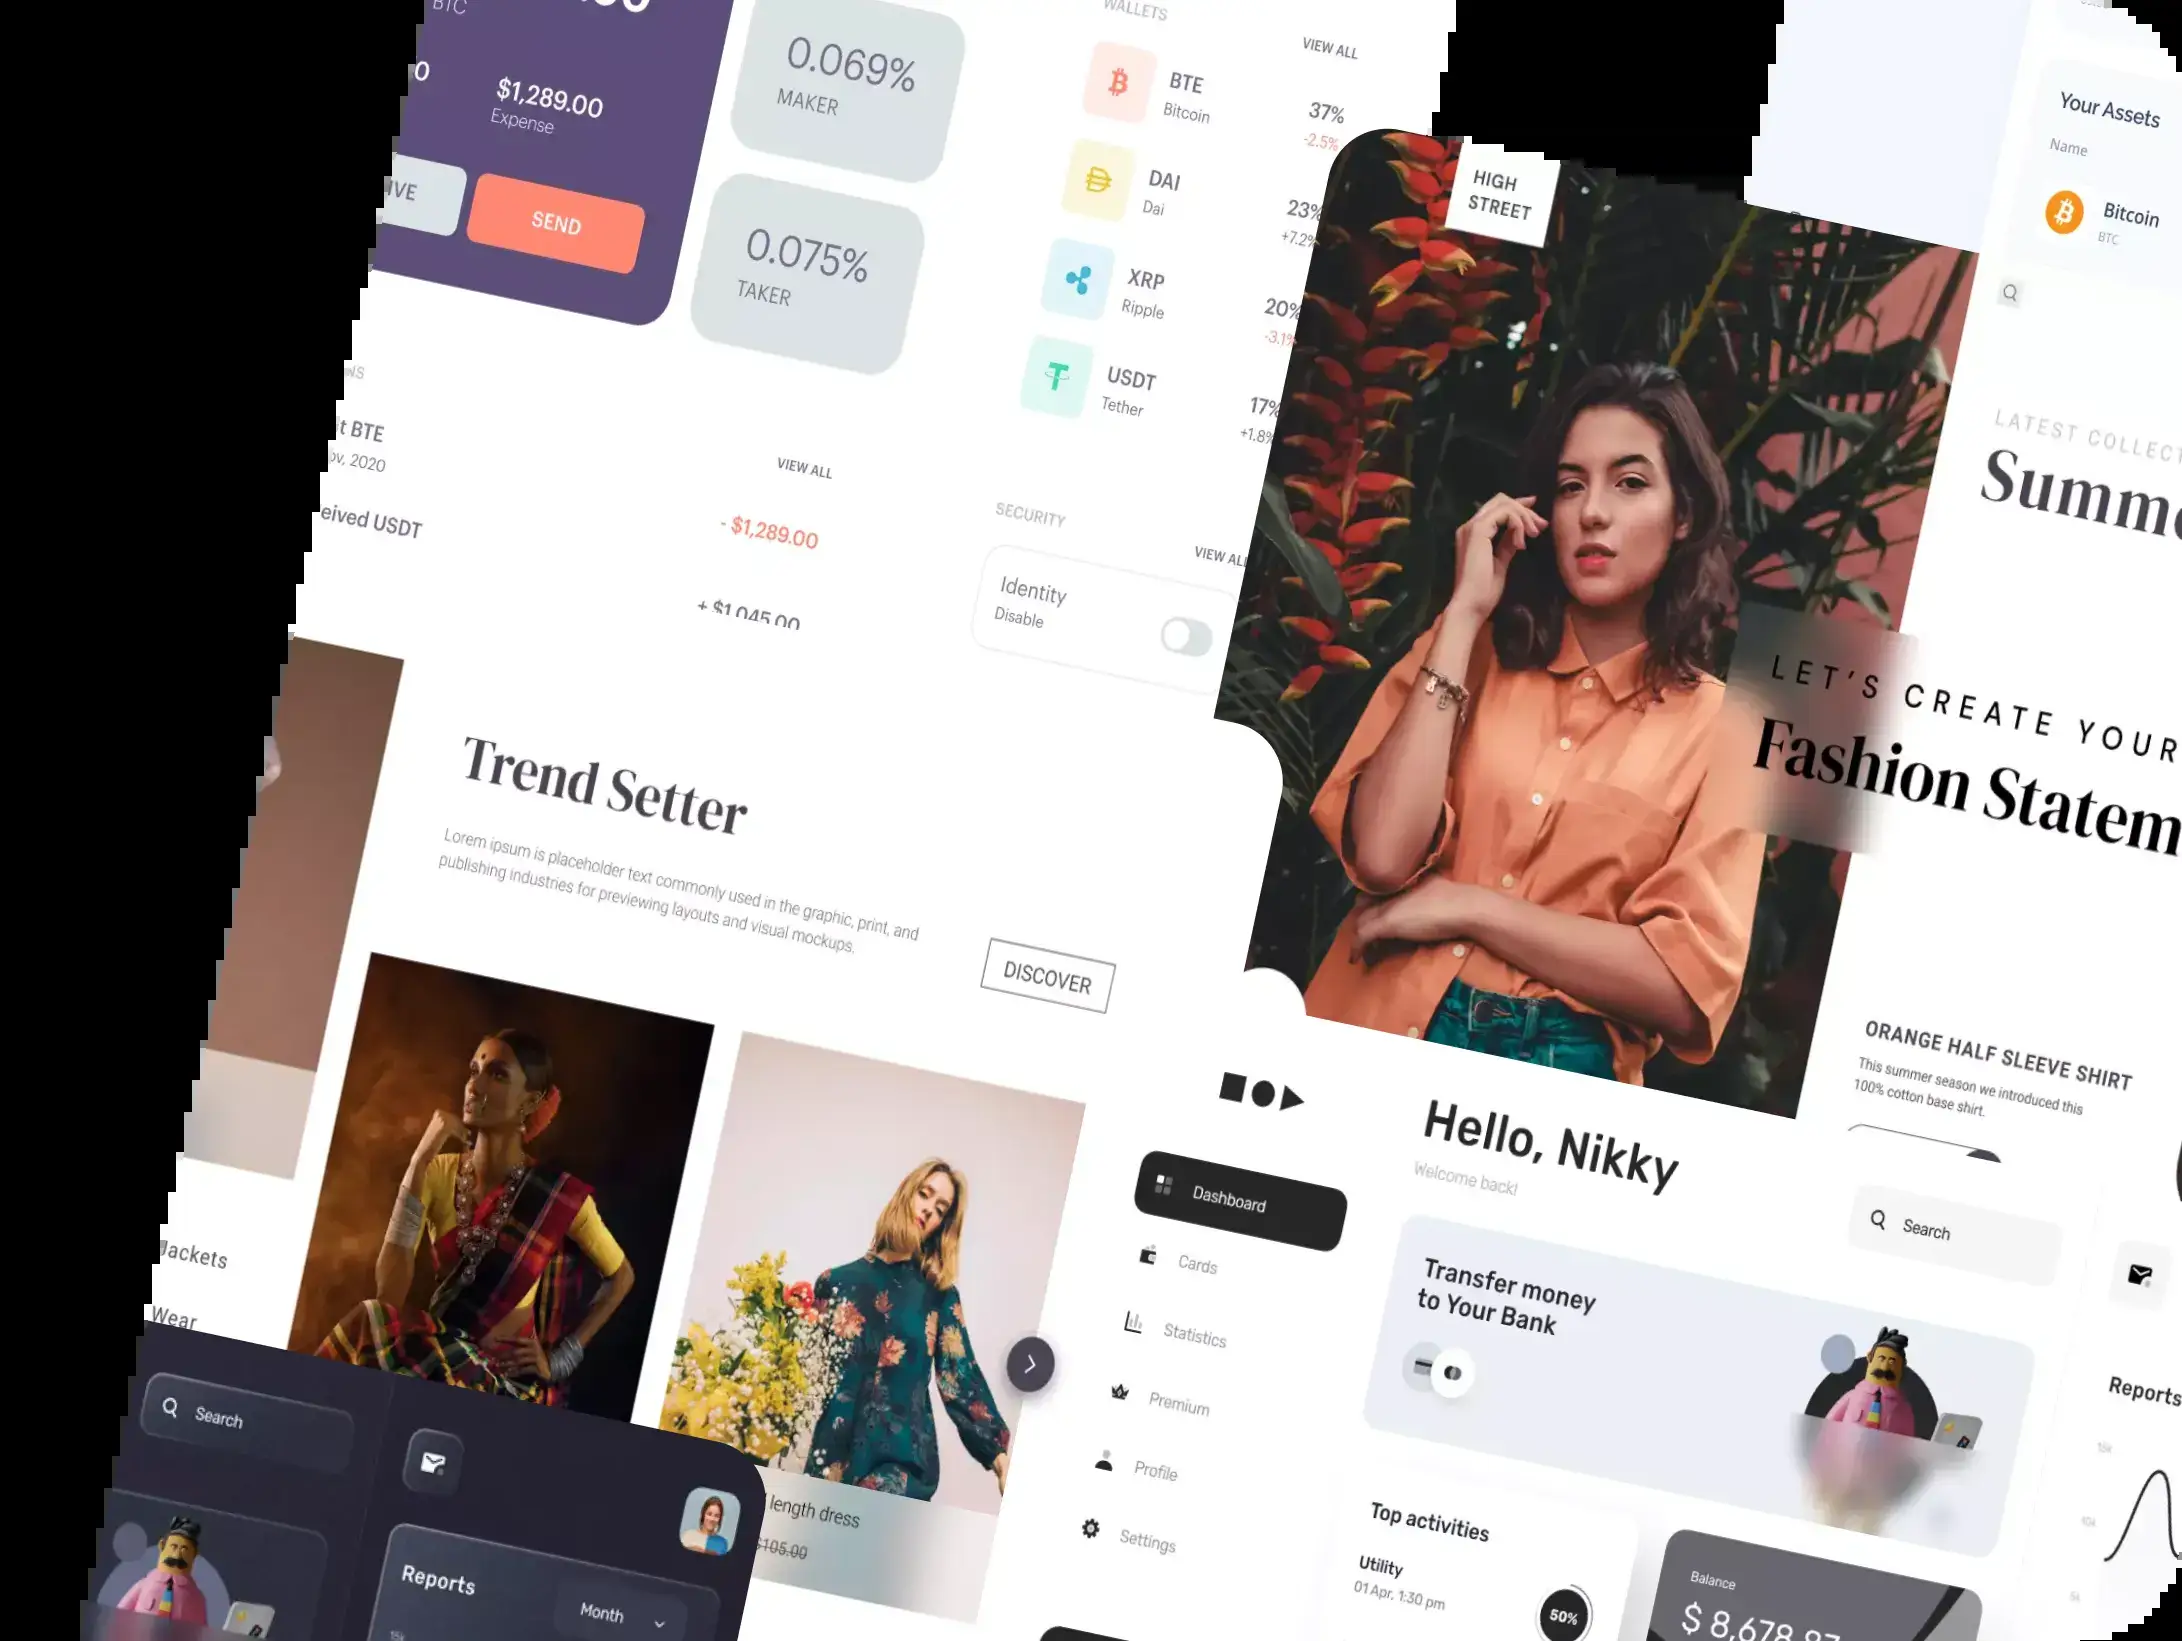 BTC
$1,289.00
Expense
SEND
0.069%
MAKER
0.075%
TAKER
WALLETS
VIEW ALL
BTE
Bitcoin
37%
-2.5%
DAI
Dai
23%
+7.2%
XRP
Ripple
20%
-3.1%
USDT
Tether
17%
+1.8%
BTE
2020
USDT
VIEW ALL
- $1,289.00
+ $1,045.00
SECURITY
VIEW ALL
Identity
Disable
HIGH
STREET
Your Assets
Name
Bitcoin
BTC
LATEST
LET'S CREATE YOUR
Fashion
ORANGE HALF SLEEVE SHIRT
This summer season we introduced this
100% cotton base shirt.
Trend Setter
Lorem ipsum is placeholder text commonly used in the graphic, print, and
publishing industries for previewing layouts and visual mockups.
DISCOVER
Jackets
Wear
length dress
$105.00
Search
Reports
Month
15k
Dashboard
Cards
Statistics
Premium
Profile
Settings
Hello, Nikky
Welcome back!
Search
Transfer money
to Your Bank
Top activities
Utility
01 Apr, 1:30 pm
50%
Balance
$ 8,678.87
Reports
15k
10k
5k